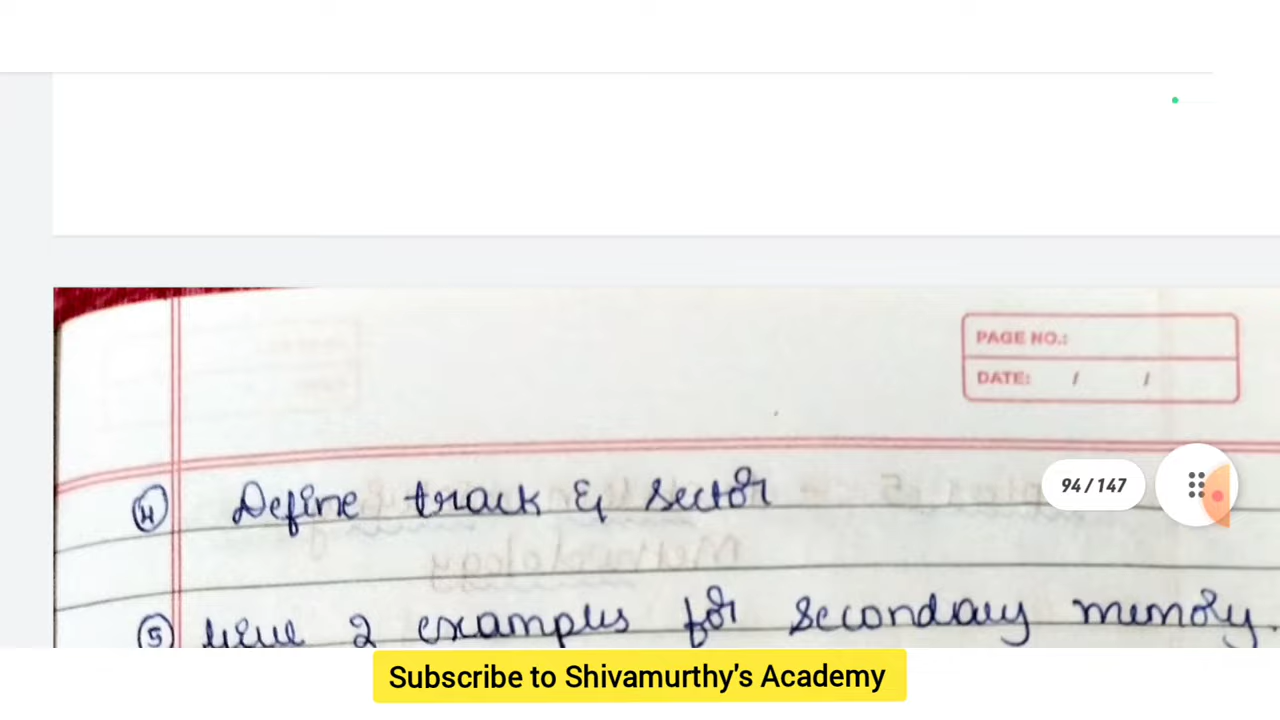 PAGE NO.:
DATE: / /
94 / 147
4 Define track & sector
5 Give 2 examples for Secondary memory.
Subscribe to Shivamurthy's Academy